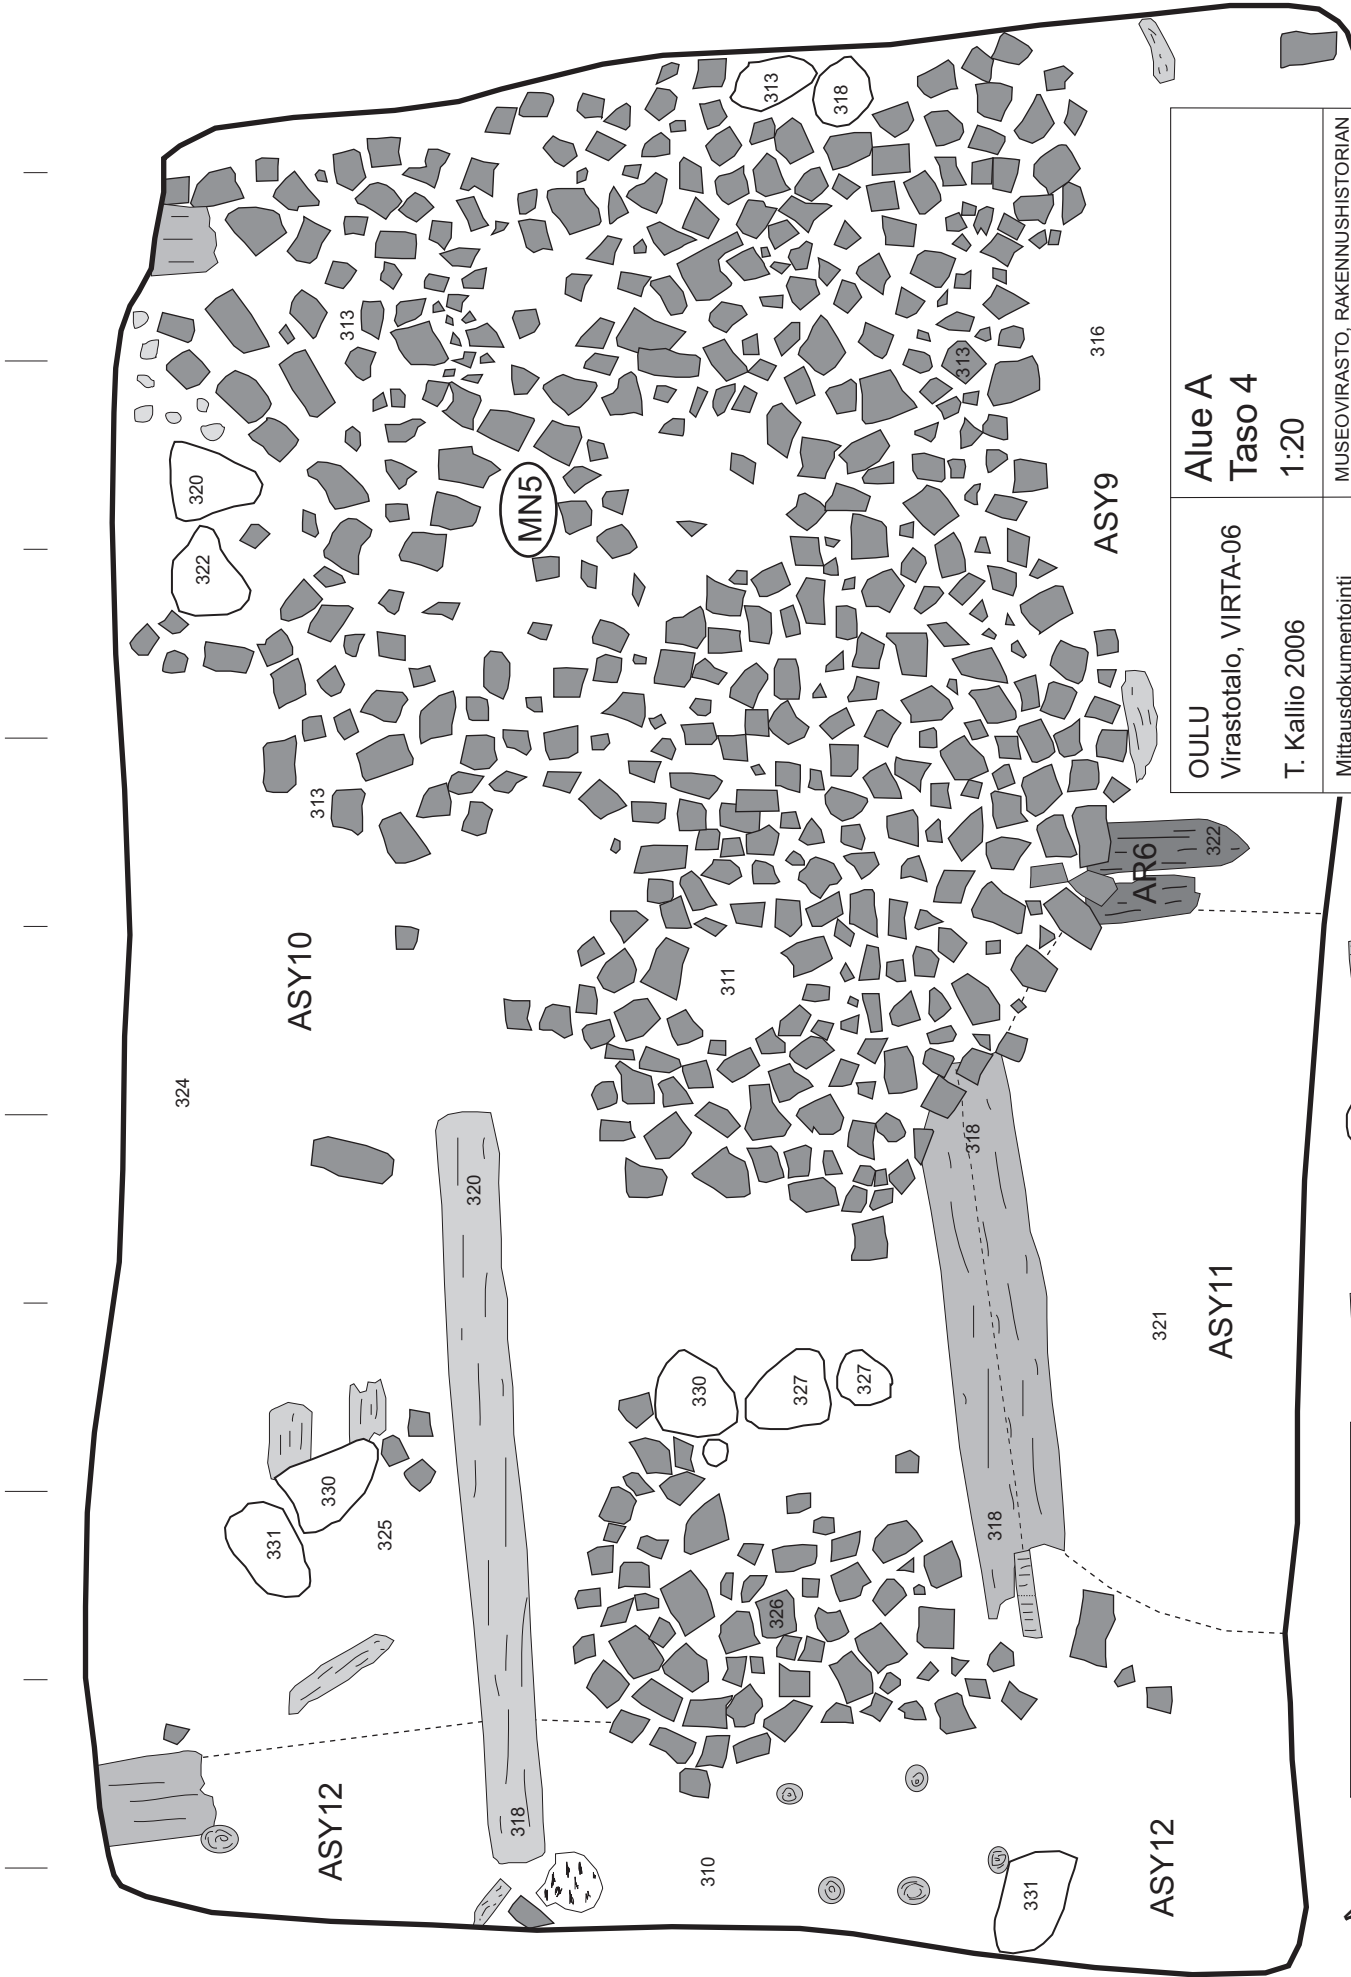 313
318
313
313
316
320
322
MN5
ASY9
313
AR6
322
ASY10
311
324
320
318
321
ASY11
330
327
327
330
331
325
318
326
ASY12
318
310
331
ASY12
OULU
Virastotalo, VIRTA-06
T. Kallio 2006
Alue A
Taso 4
1:20
Mittausdokumentointi
MUSEOVIRASTO, RAKENNUSHISTORIAN